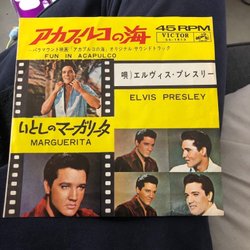 アカプルコの海
45 RPM
VICTOR
—パラマウント映画「アカプルコの海」オリジナル・サウンドトラック
FUN IN ACAPULCO
唄|エルヴィス・プレスリー
ELVIS PRESLEY
いとしのマーガリータ
MARGUERITA